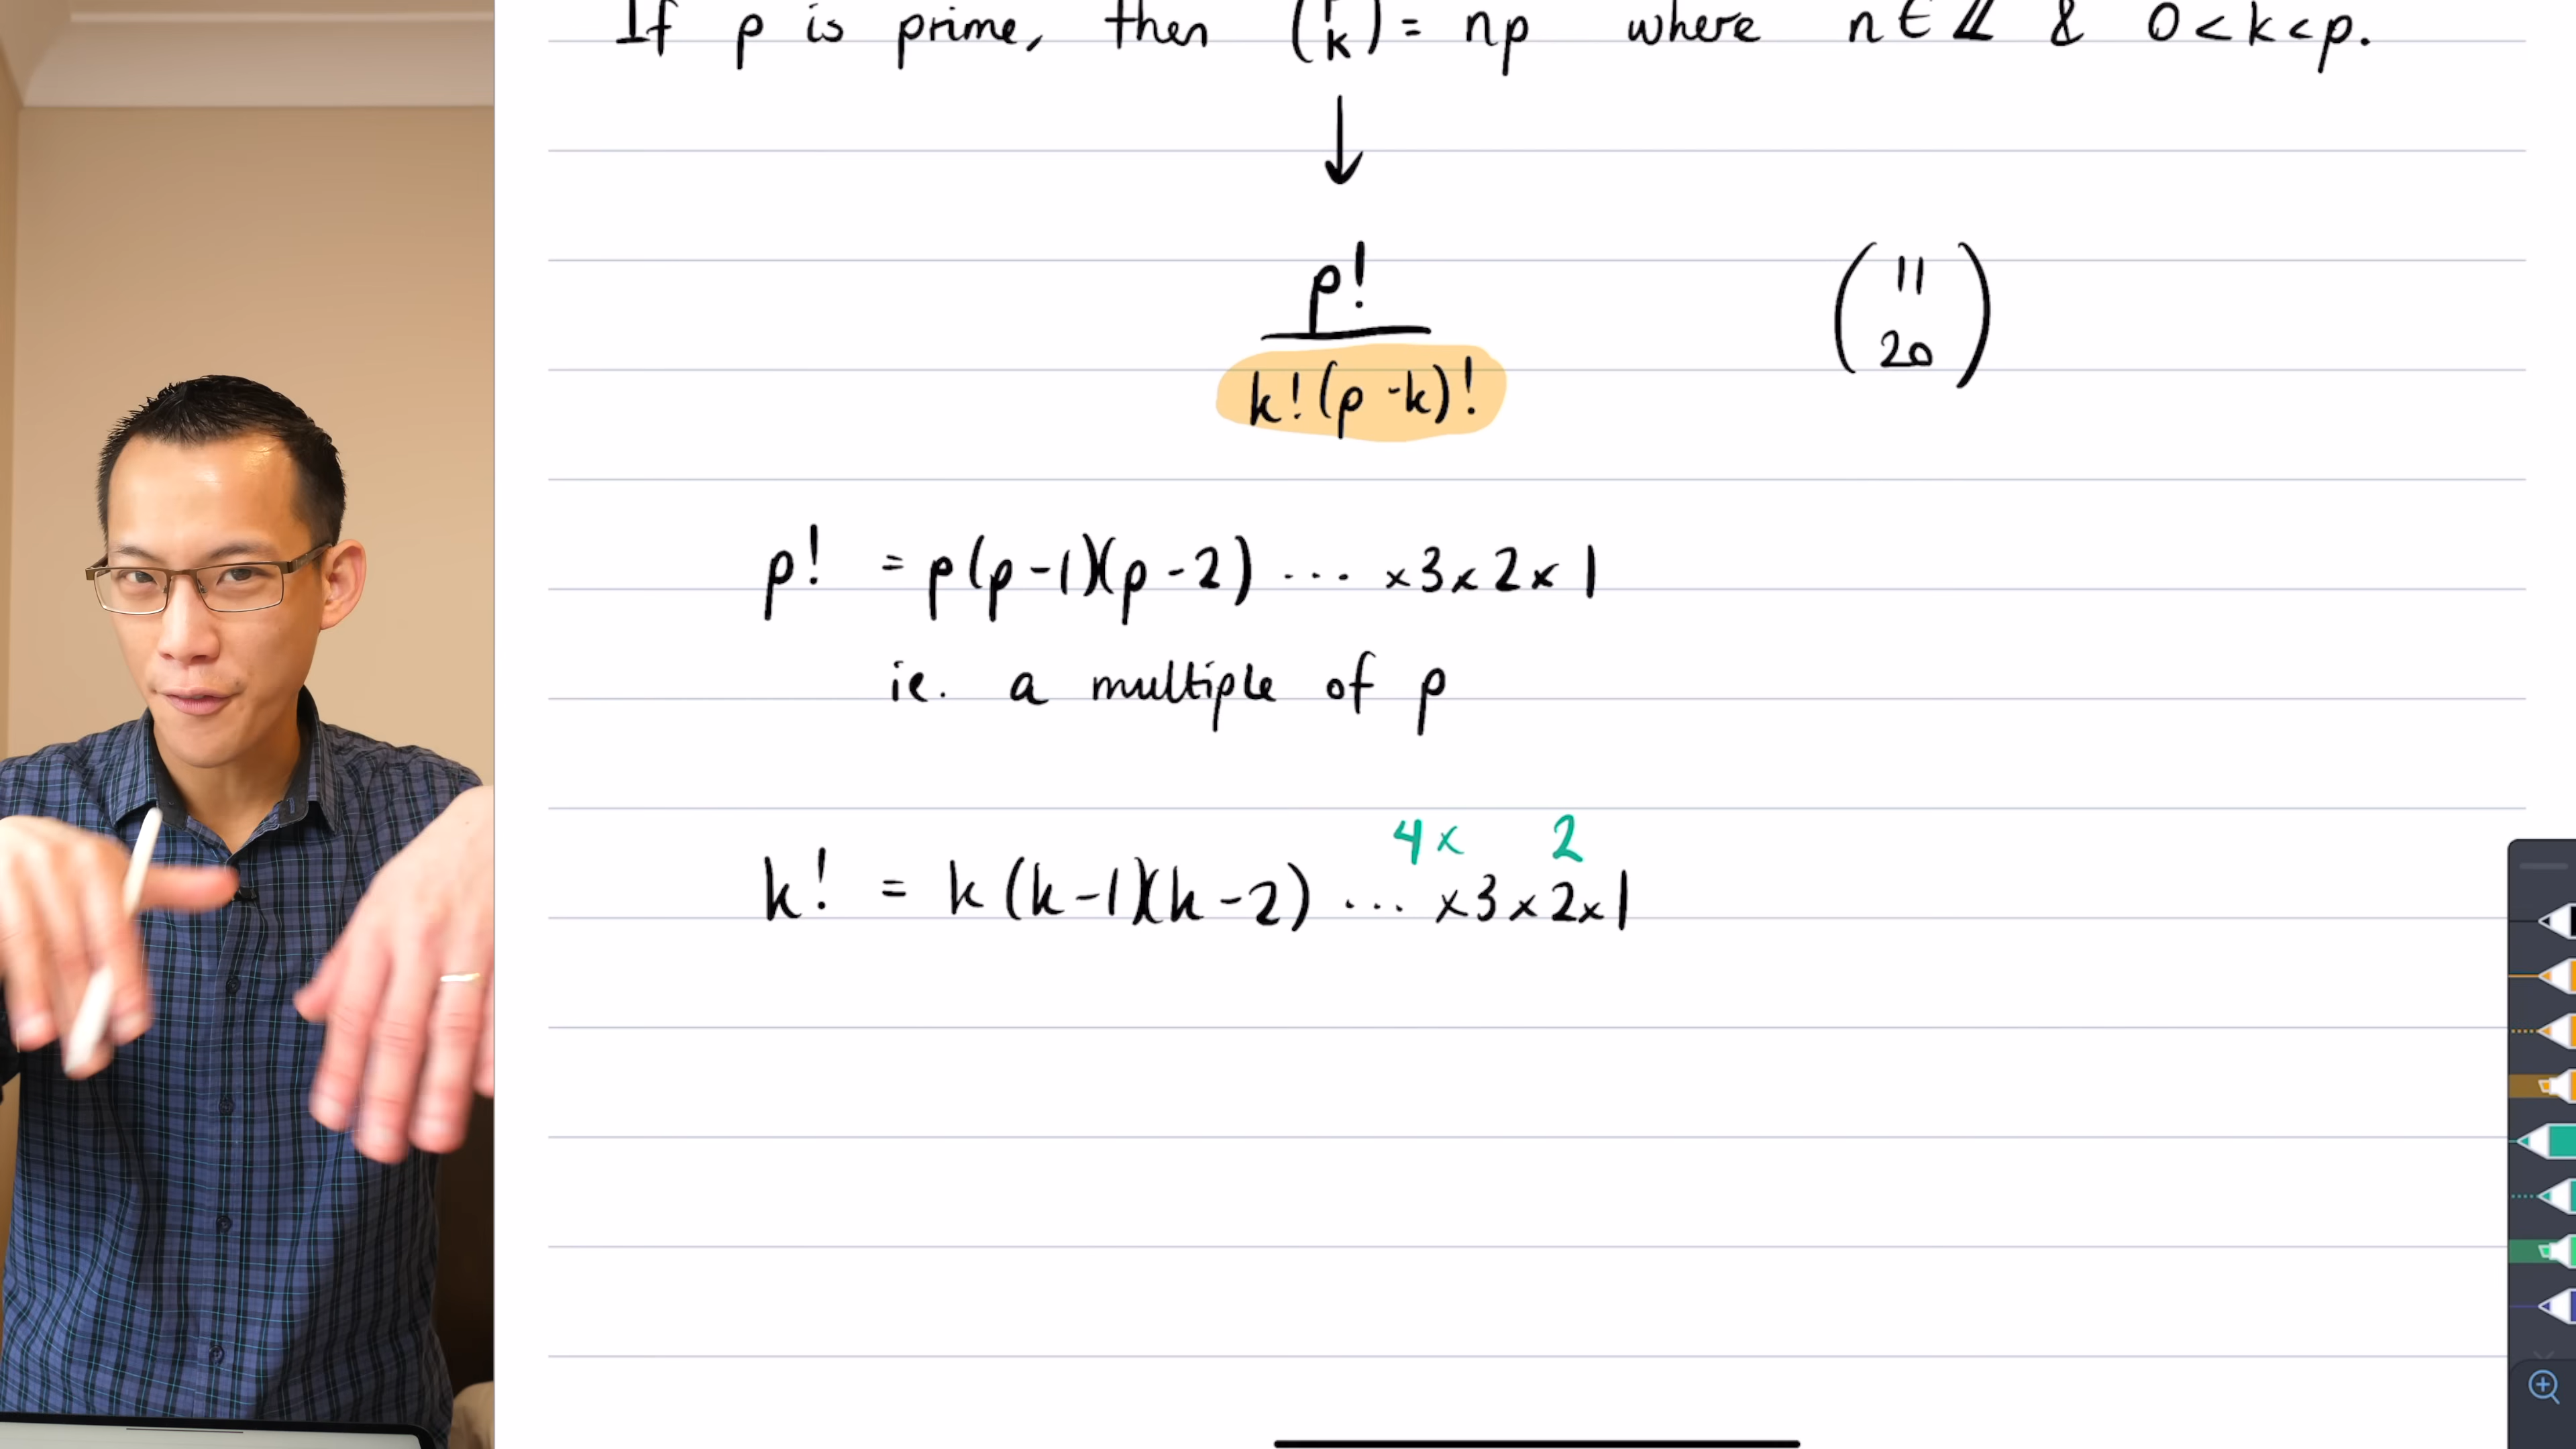 If p is prime, then (p k) = np where n ∈ ℤ & 0 < k < p.
↓
p!
k!(p - k)!
(11 20)
p! = p(p-1)(p-2) ... ×3×2×1
ie. a multiple of p
4× 2
k! = k(k-1)(k-2) ... ×3×2×1